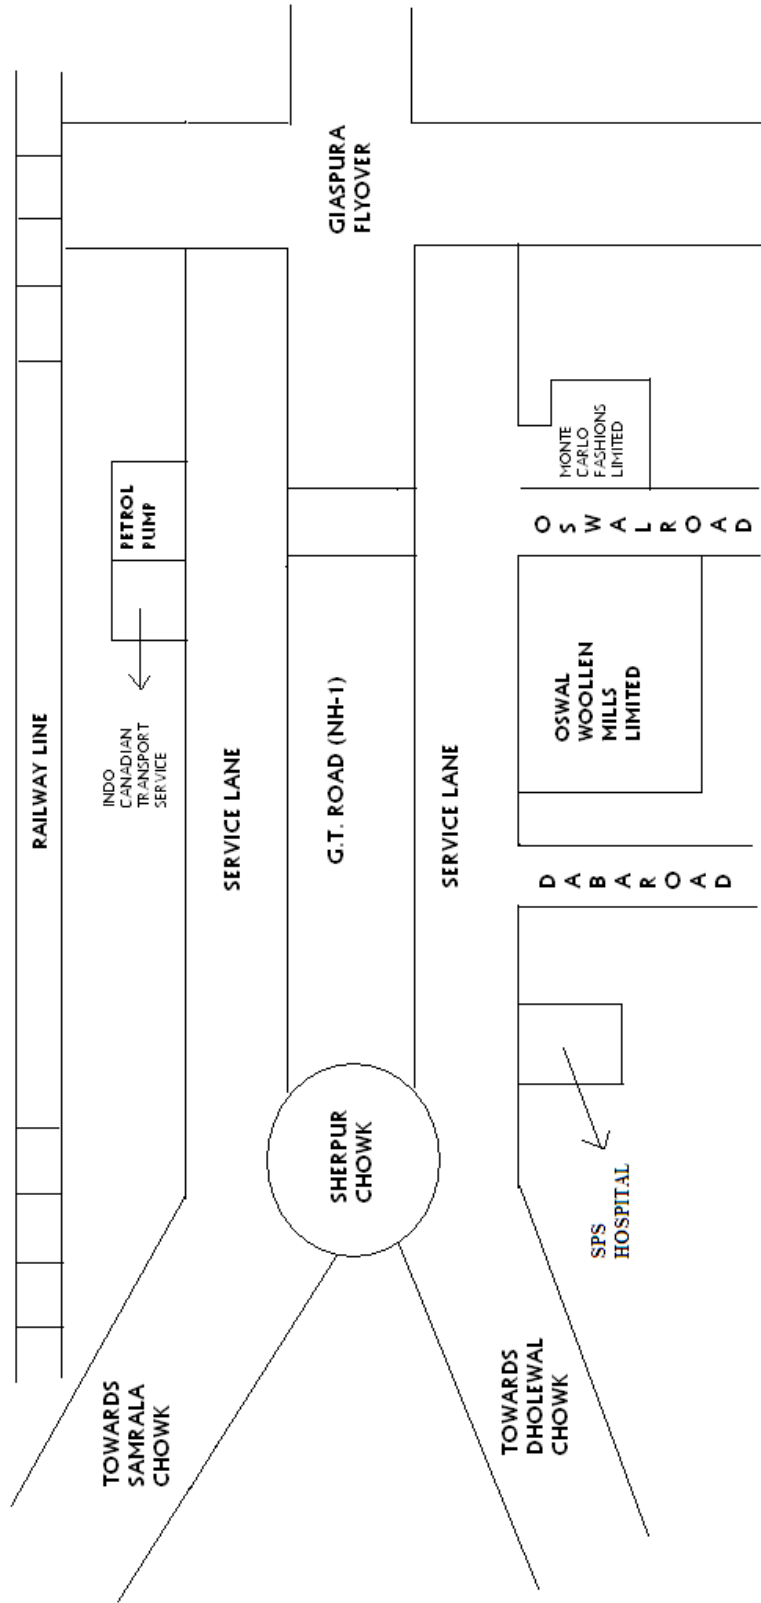 RAILWAY LINE
INDO
CANADIAN
TRANSPORT
SERVICE
PETROL
PUMP
TOWARDS
SAMRALA
CHOWK
SERVICE LANE
SHERPUR
CHOWK
G.T. ROAD (NH-1)
GIASPURA
FLYOVER
SERVICE LANE
TOWARDS
DHOLEWAL
CHOWK
SPS
HOSPITAL
DABA ROAD
OSWAL
WOOLLEN
MILLS
LIMITED
OSWAL ROAD
MONTE
CARLO
FASHIONS
LIMITED